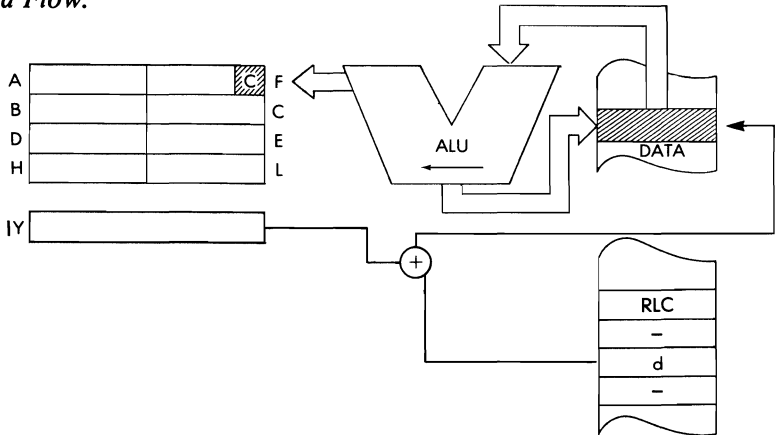 a Flow.
A C F
B C
D E
H L
ALU
DATA
IY
+
RLC
–
d
–